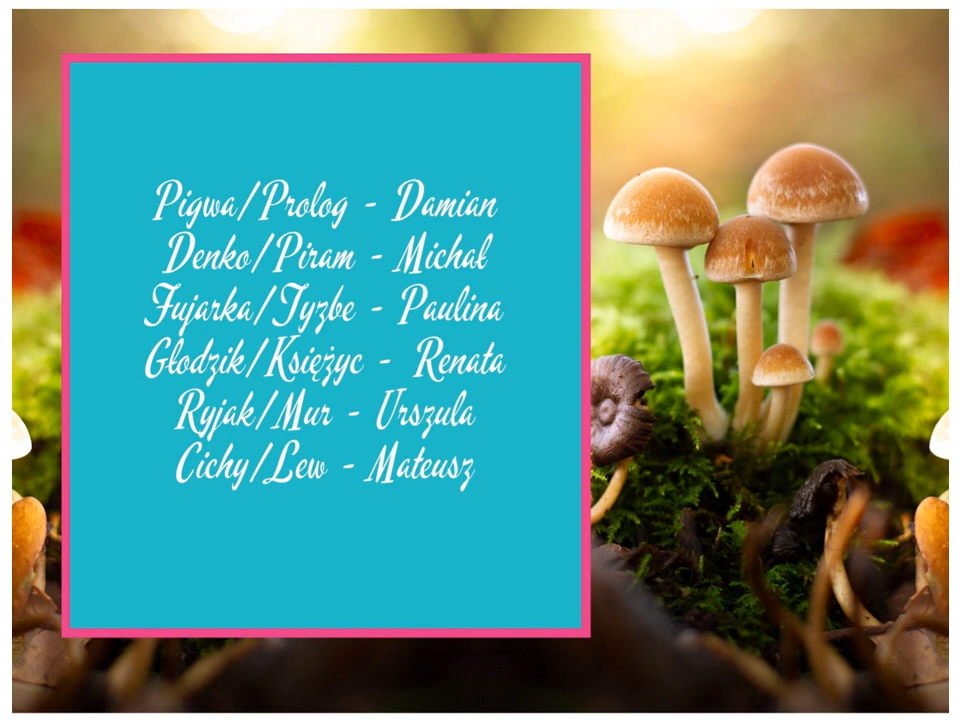 Pigwa/Prolog - Damian
Denko/Piram - Michał
Fujarka/Tyzbe - Paulina
Głodzik/Księżyc - Renata
Ryjak/Mur - Urszula
Cichy/Lew - Mateusz